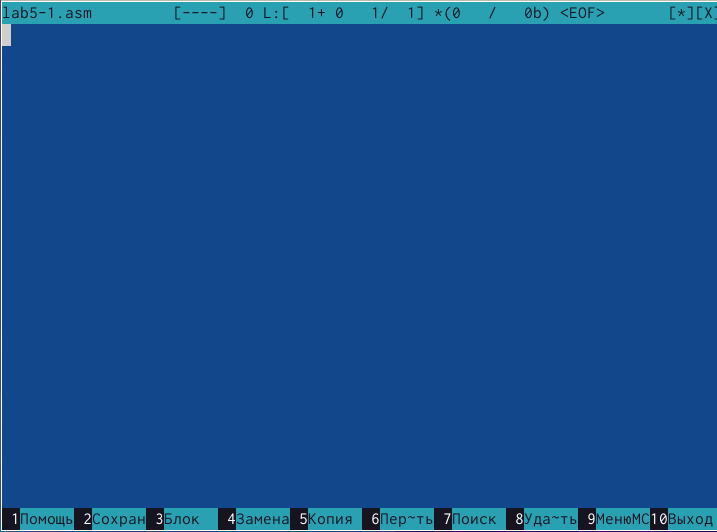 lab5-1.asm [----] 0 L:[ 1+ 0 1/ 1] *(0 / 0b) <EOF> [*][X]
1Помощь 2Сохран 3Блок 4Замена 5Копия 6Пер~ть 7Поиск 8Уда~ть 9МенюMC 10Выход